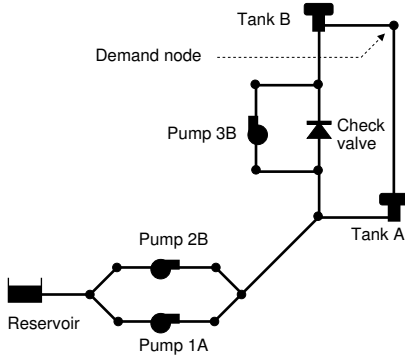 Tank B
Demand node
Pump 3B
Check
valve
Tank A
Pump 2B
Reservoir
Pump 1A